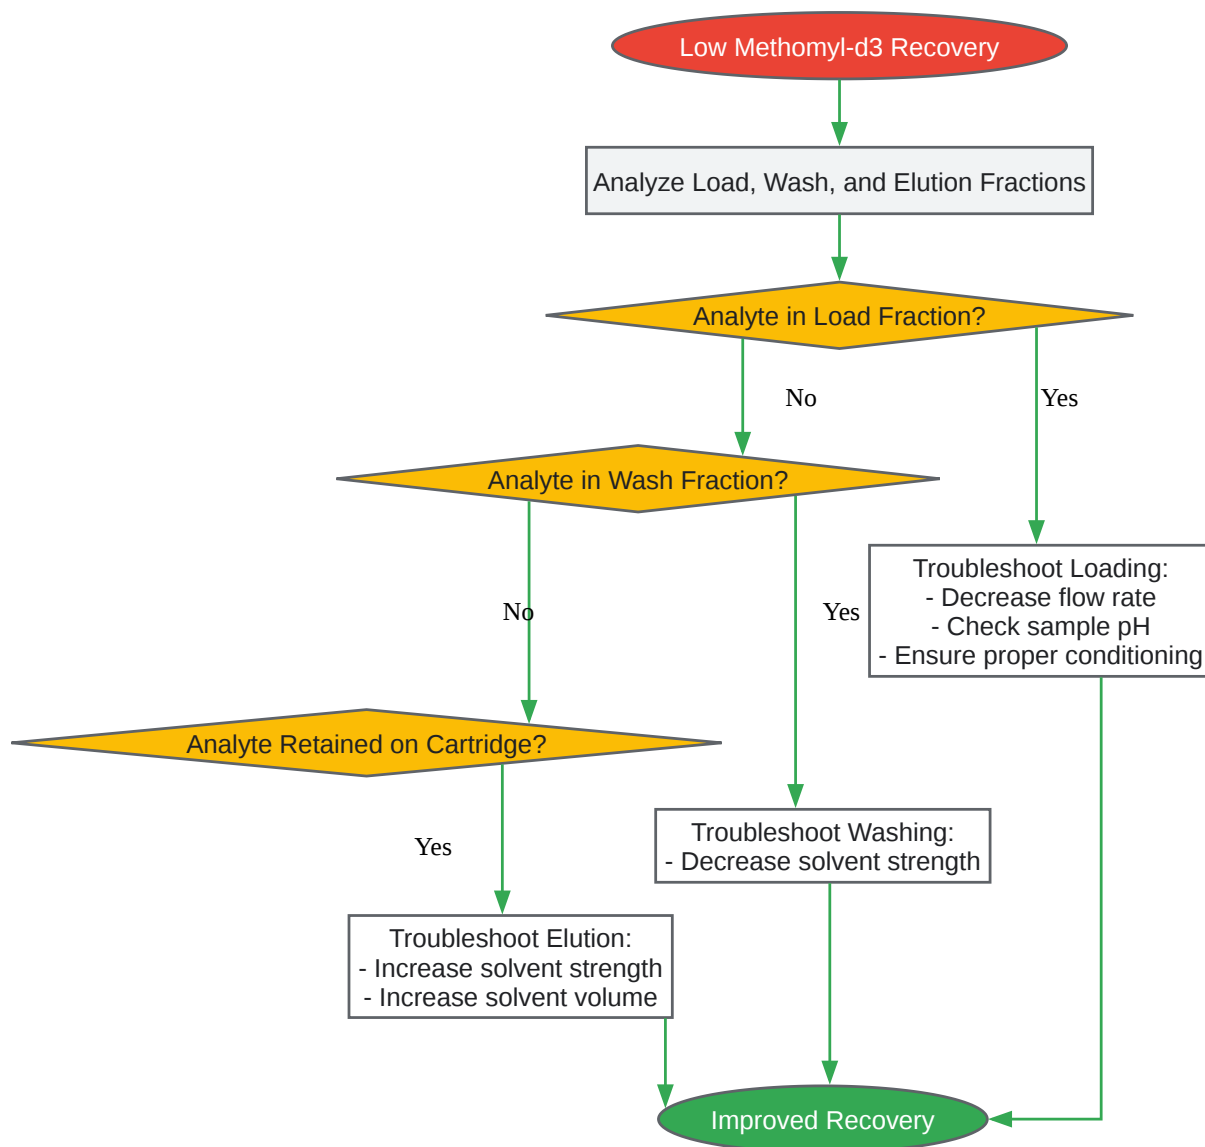 Low Methomyl-d3 Recovery
Analyze Load, Wash, and Elution Fractions
Analyte in Load Fraction?
No
Yes
Analyte in Wash Fraction?
No
Yes
Troubleshoot Loading:
- Decrease flow rate
- Check sample pH
- Ensure proper conditioning
Analyte Retained on Cartridge?
Yes
Troubleshoot Washing:
- Decrease solvent strength
Troubleshoot Elution:
- Increase solvent strength
- Increase solvent volume
Improved Recovery